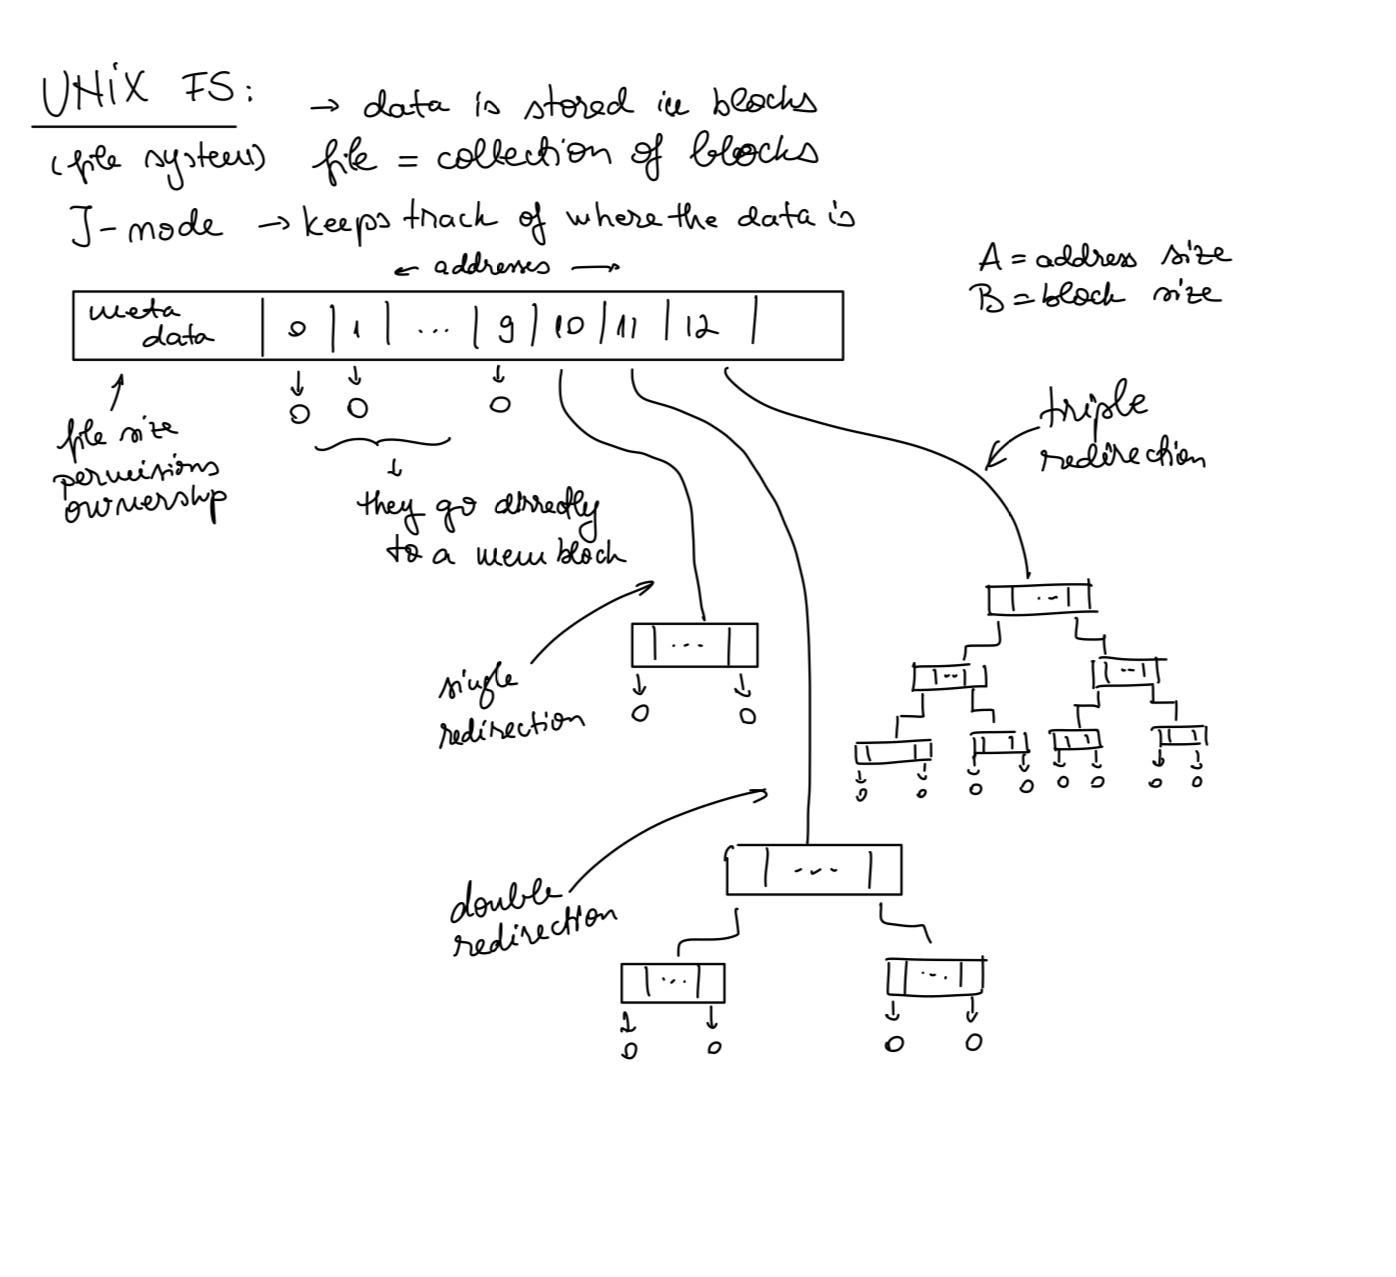 UNIX FS:
→ data is stored in blocks
(file system) file = collection of blocks
I-node → keeps track of where the data is
← addresses →
A = address size
B = block size
meta data | 0 | 1 | ... | 9 | 10 | 11 | 12 |
file size
permissions
ownership
they go directly
to a mem block
triple
redirection
single
redirection
double
redirection